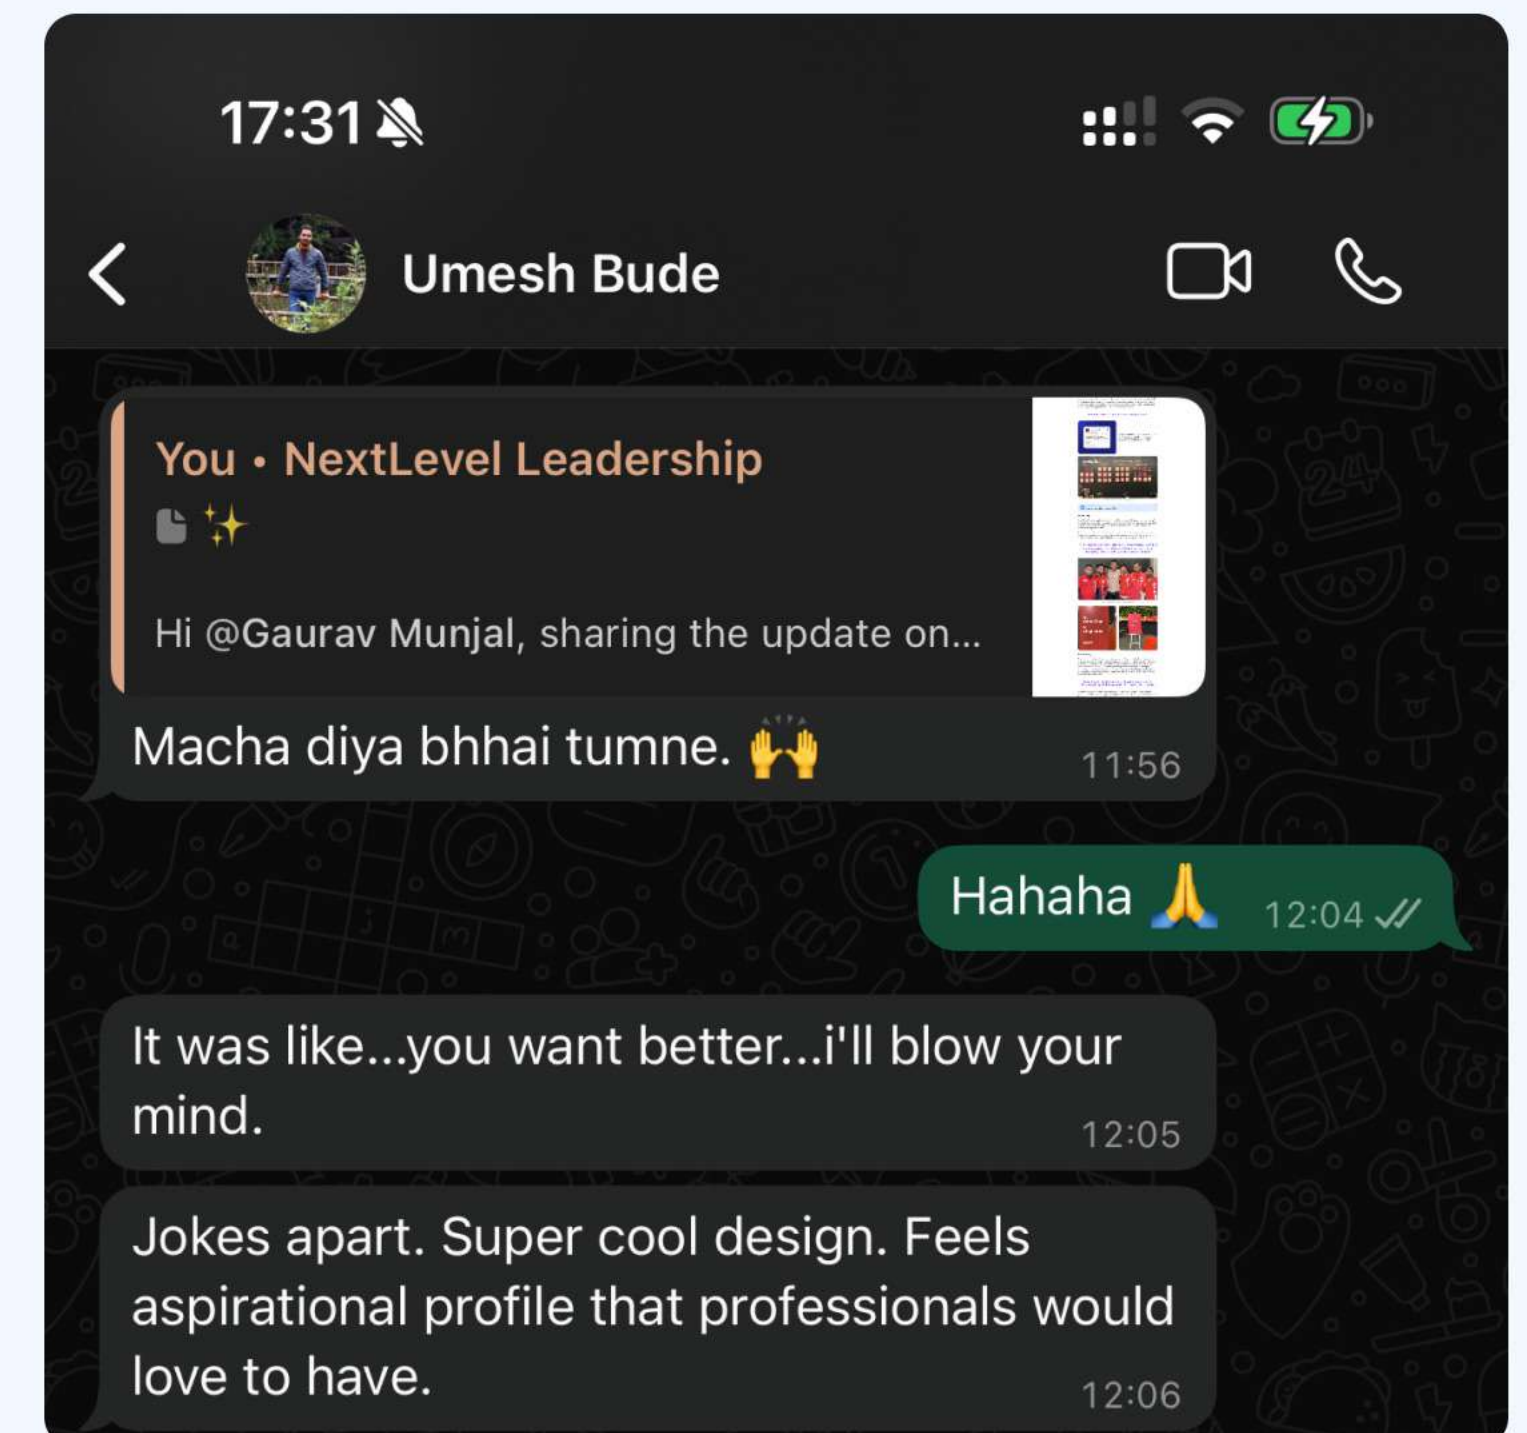 17:31
Umesh Bude
You • NextLevel Leadership
✨
Hi @Gaurav Munjal, sharing the update on...
Macha diya bhhai tumne. 🙌
11:56
Hahaha 🙏 12:04
It was like...you want better...i'll blow your
mind.
12:05
Jokes apart. Super cool design. Feels
aspirational profile that professionals would
love to have.
12:06